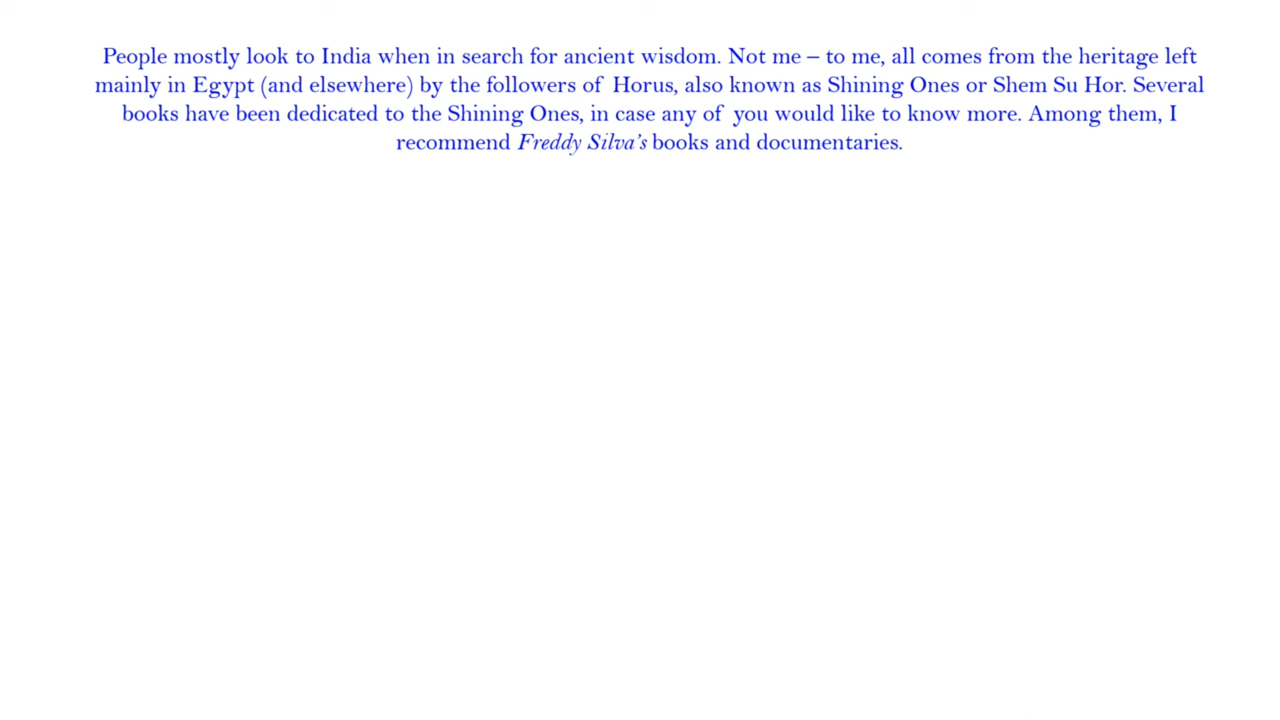 People mostly look to India when in search for ancient wisdom. Not me – to me, all comes from the heritage left
mainly in Egypt (and elsewhere) by the followers of Horus, also known as Shining Ones or Shem Su Hor. Several
books have been dedicated to the Shining Ones, in case any of you would like to know more. Among them, I
recommend Freddy Silva's books and documentaries.